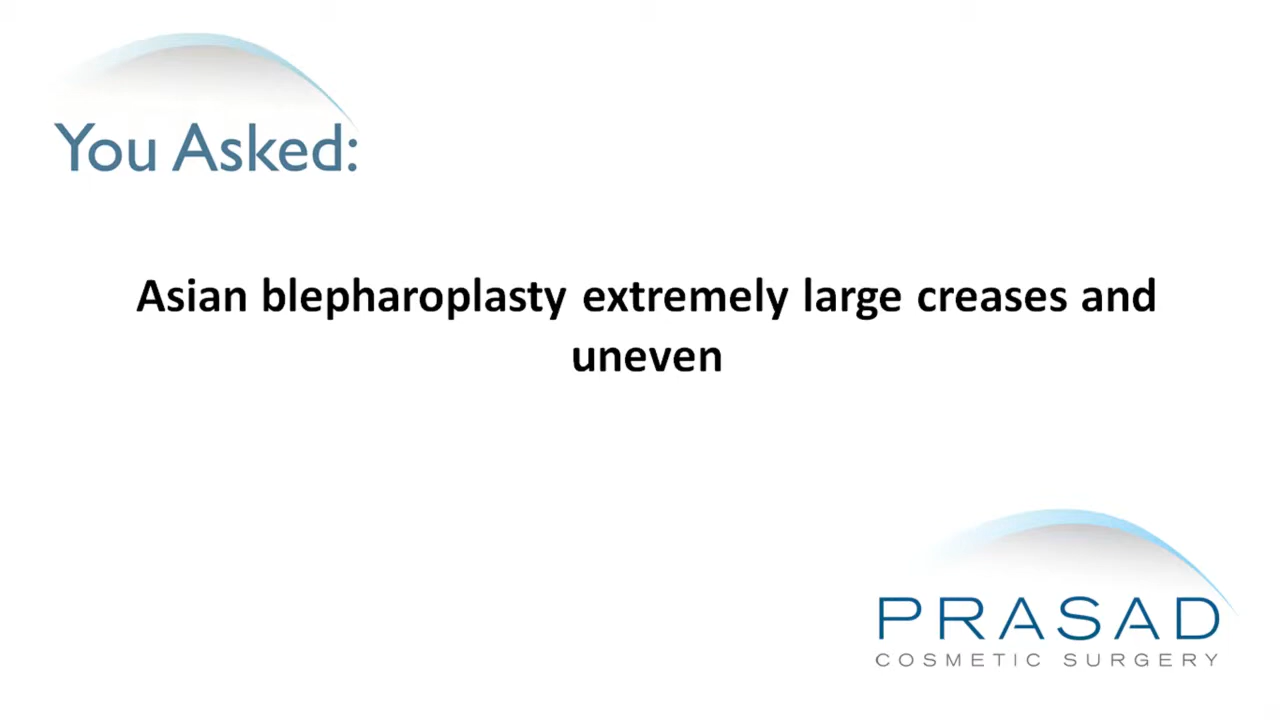 You Asked:
Asian blepharoplasty extremely large creases and
uneven
PRASAD
COSMETIC SURGERY